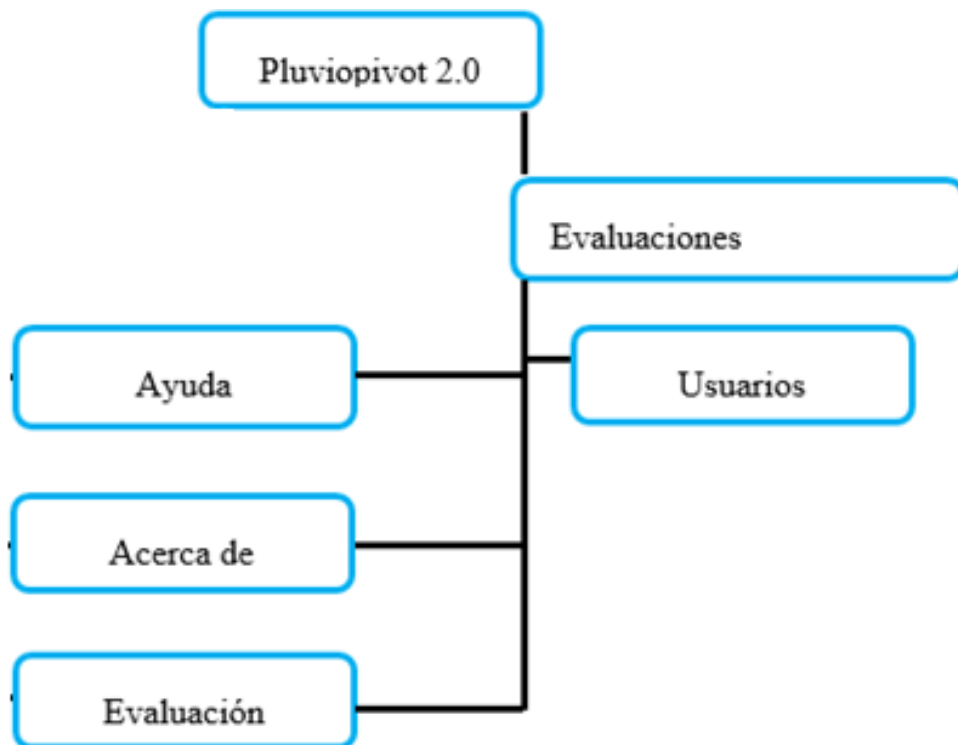 Pluviopivot 2.0
Evaluaciones
Ayuda
Usuarios
Acerca de
Evaluación